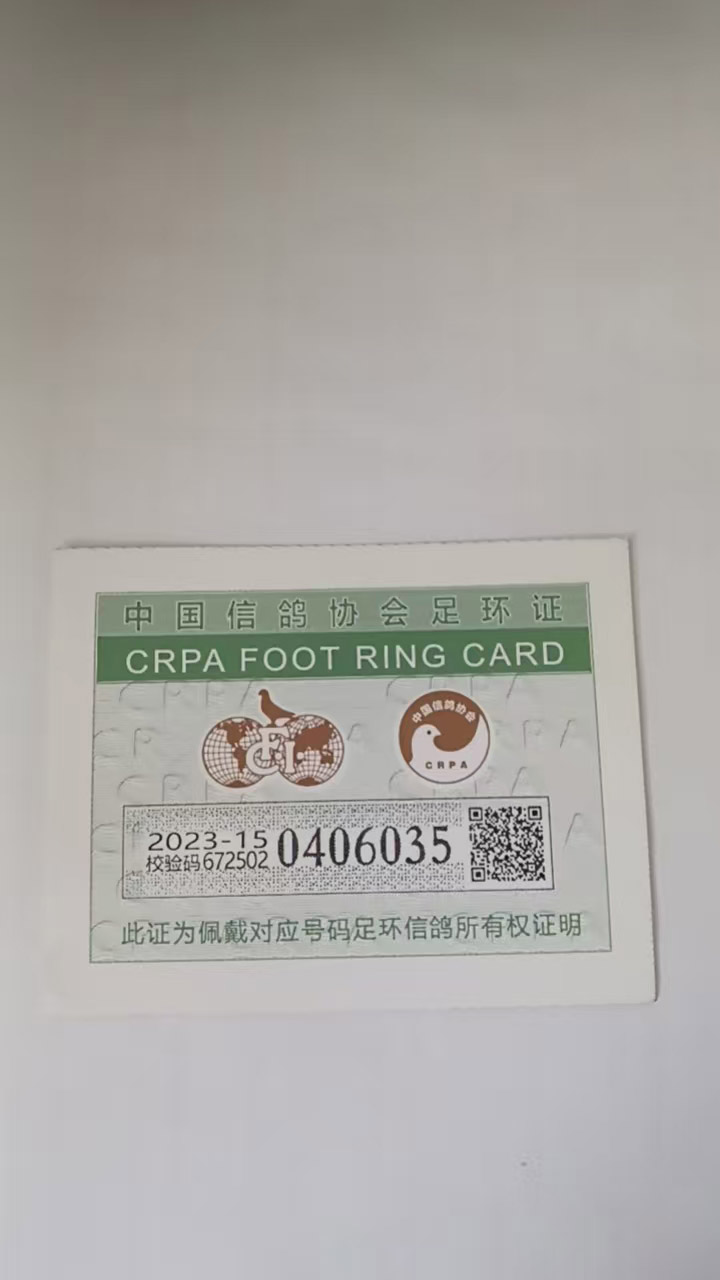 中国信鸽协会足环证
CRPA FOOT RING CARD
FCI
中国信鸽协会
CRPA
2023-15
校验码672502
0406035
此证为佩戴对应号码足环信鸽所有权证明